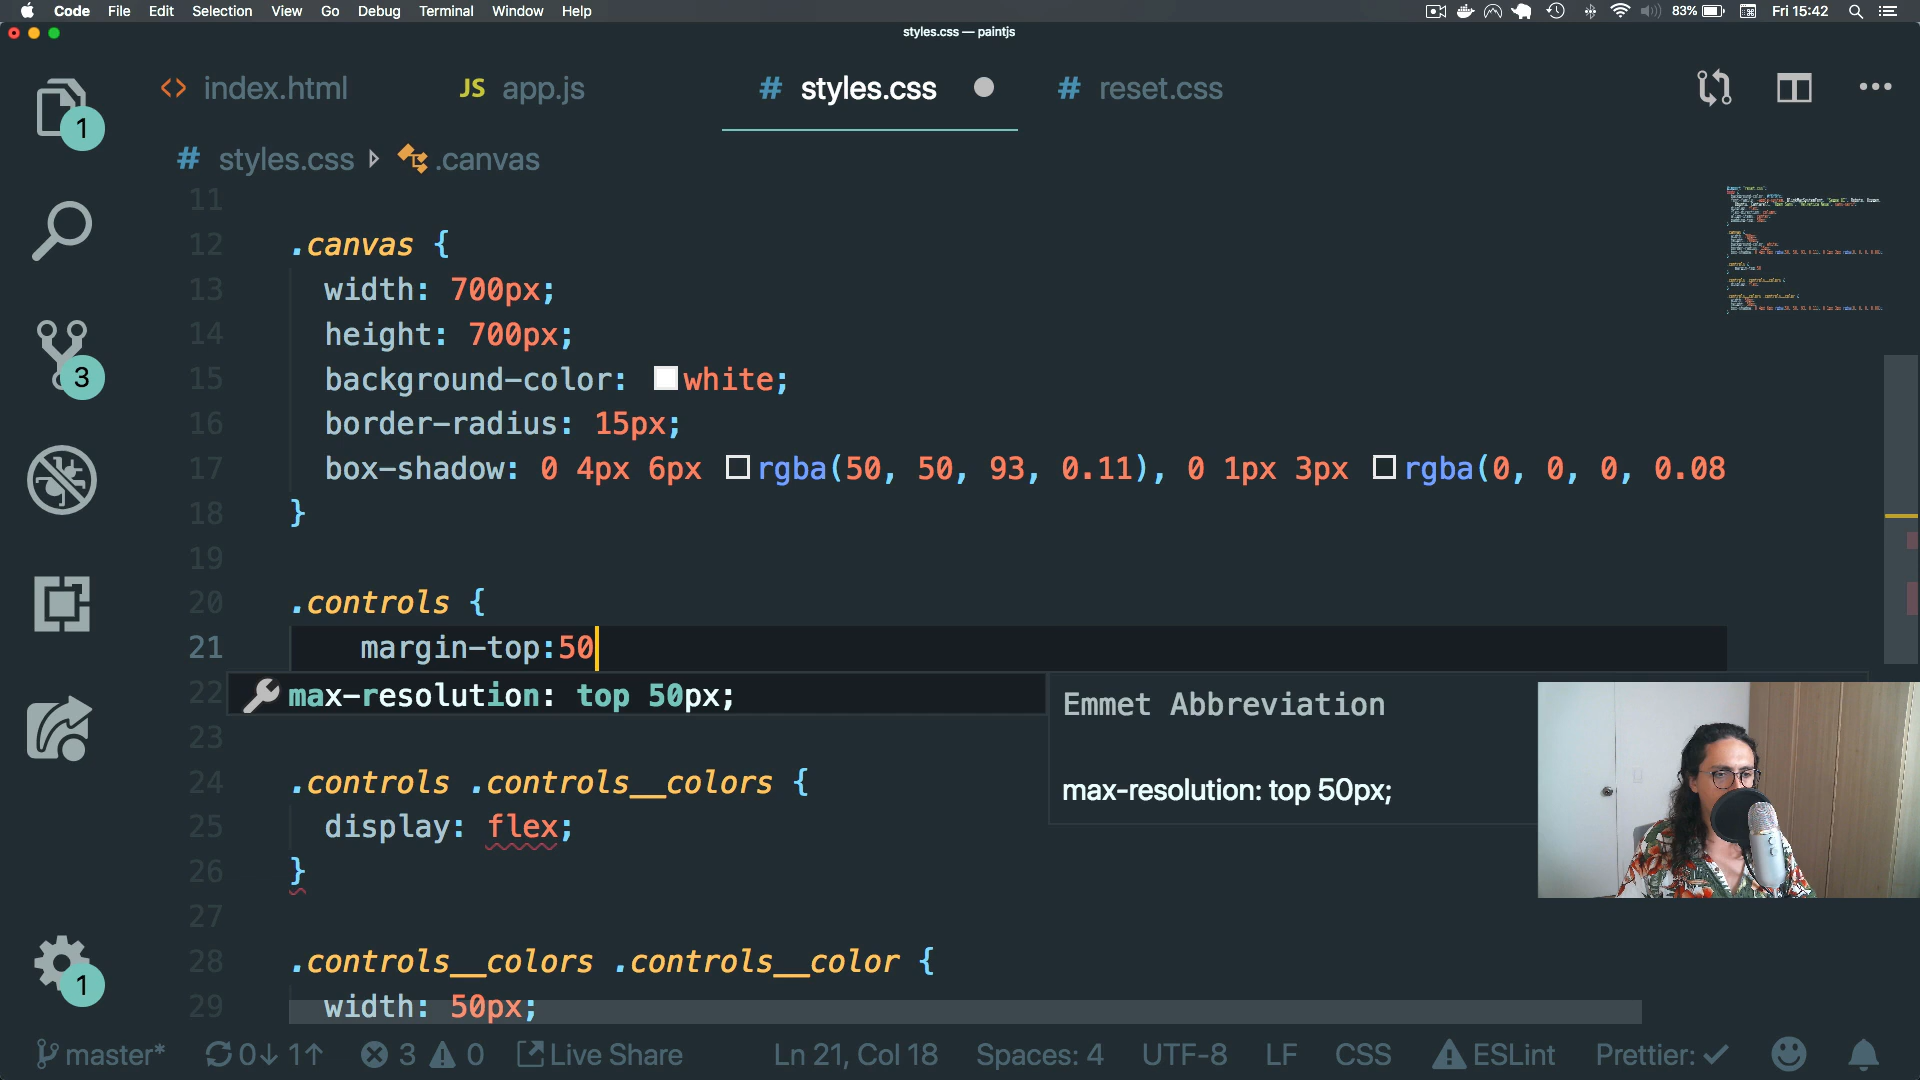 Code File Edit Selection View Go Debug Terminal Window Help 83% Fri 15:42
styles.css — paintjs
index.html JS app.js # styles.css # reset.css
1
# styles.css .canvas
11
12 .canvas {
13 width: 700px;
14 height: 700px;
15 background-color: white;
16 border-radius: 15px;
17 box-shadow: 0 4px 6px rgba(50, 50, 93, 0.11), 0 1px 3px rgba(0, 0, 0, 0.08
3
18 }
19
20 .controls {
21 margin-top:50
22 max-resolution: top 50px;
Emmet Abbreviation
max-resolution: top 50px;
23
24 .controls .controls__colors {
25 display: flex;
26 }
27
28 .controls__colors .controls__color {
29 width: 50px;
1
master* 0↓ 1↑ 3 0 Live Share Ln 21, Col 18 Spaces: 4 UTF-8 LF CSS ESLint Prettier: ✓